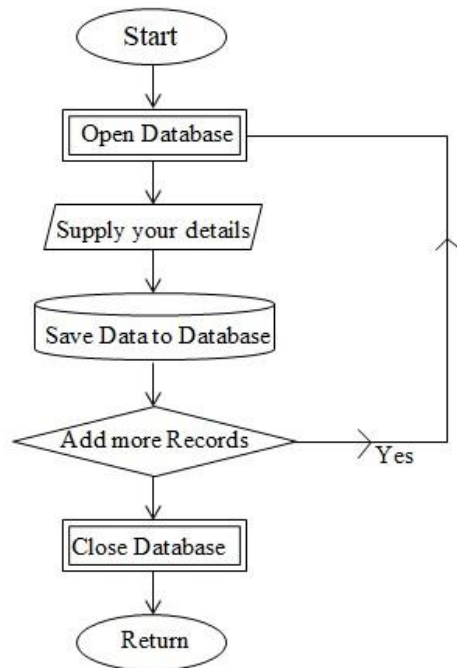 Start
Open Database
Supply your details
Save Data to Database
Add more Records
Yes
Close Database
Return